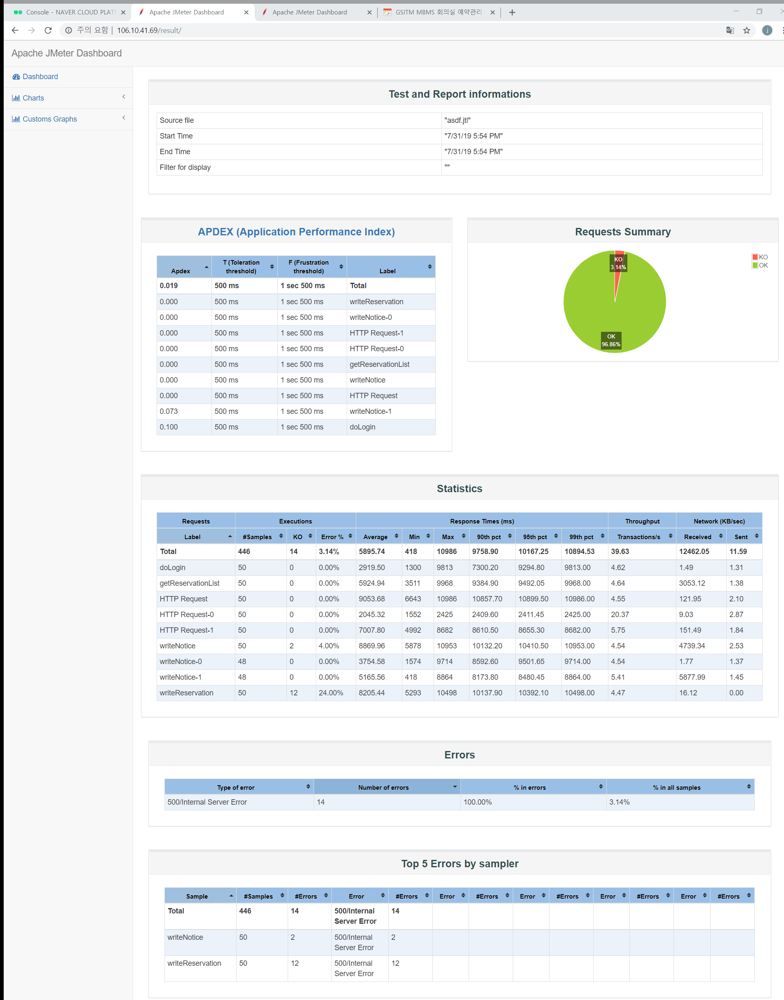 Console - NAVER CLOUD PLAT
Apache JMeter Dashboard
Apache JMeter Dashboard
GSITM MBMS 회의실 예약관리
주의 요함 | 106.10.41.69/result/
j
Apache JMeter Dashboard
Dashboard
Charts
Customs Graphs
Test and Report informations
Source file "asdf.jtl"
Start Time "7/31/19 5:54 PM"
End Time "7/31/19 5:54 PM"
Filter for display ""
APDEX (Application Performance Index)
Apdex T (Toleration threshold) F (Frustration threshold) Label
0.019 500 ms 1 sec 500 ms Total
0.000 500 ms 1 sec 500 ms writeReservation
0.000 500 ms 1 sec 500 ms writeNotice-0
0.000 500 ms 1 sec 500 ms HTTP Request-1
0.000 500 ms 1 sec 500 ms HTTP Request-0
0.000 500 ms 1 sec 500 ms getReservationList
0.000 500 ms 1 sec 500 ms writeNotice
0.000 500 ms 1 sec 500 ms HTTP Request
0.073 500 ms 1 sec 500 ms writeNotice-1
0.100 500 ms 1 sec 500 ms doLogin
Requests Summary
KO
3.14%
OK
96.86%
KO
OK
Statistics
Requests Executions Response Times (ms) Throughput Network (KB/sec)
Label #Samples KO Error % Average Min Max 90th pct 95th pct 99th pct Transactions/s Received Sent
Total 446 14 3.14% 5895.74 418 10986 9758.90 10167.25 10894.53 39.63 12462.05 11.59
doLogin 50 0 0.00% 2919.50 1300 9813 7300.20 9294.80 9813.00 4.62 1.49 1.31
getReservationList 50 0 0.00% 5924.94 3511 9968 9384.90 9492.05 9968.00 4.64 3053.12 1.38
HTTP Request 50 0 0.00% 9053.68 6643 10986 10857.70 10899.50 10986.00 4.55 121.95 2.10
HTTP Request-0 50 0 0.00% 2045.32 1552 2425 2409.60 2411.45 2425.00 20.37 9.03 2.87
HTTP Request-1 50 0 0.00% 7007.80 4992 8682 8610.50 8655.30 8682.00 5.75 151.49 1.84
writeNotice 50 2 4.00% 8869.96 5878 10953 10132.20 10410.50 10953.00 4.54 4739.34 2.53
writeNotice-0 48 0 0.00% 3754.58 1574 9714 8592.60 9501.65 9714.00 4.54 1.77 1.37
writeNotice-1 48 0 0.00% 5165.56 418 8864 8173.80 8480.45 8864.00 5.41 5877.99 1.45
writeReservation 50 12 24.00% 8205.44 5293 10498 10137.90 10392.10 10498.00 4.47 16.12 0.00
Errors
Type of error Number of errors % in errors % in all samples
500/Internal Server Error 14 100.00% 3.14%
Top 5 Errors by sampler
Sample #Samples #Errors Error #Errors Error #Errors Error #Errors Error #Errors Error #Errors
Total 446 14 500/Internal Server Error 14
writeNotice 50 2 500/Internal Server Error 2
writeReservation 50 12 500/Internal Server Error 12